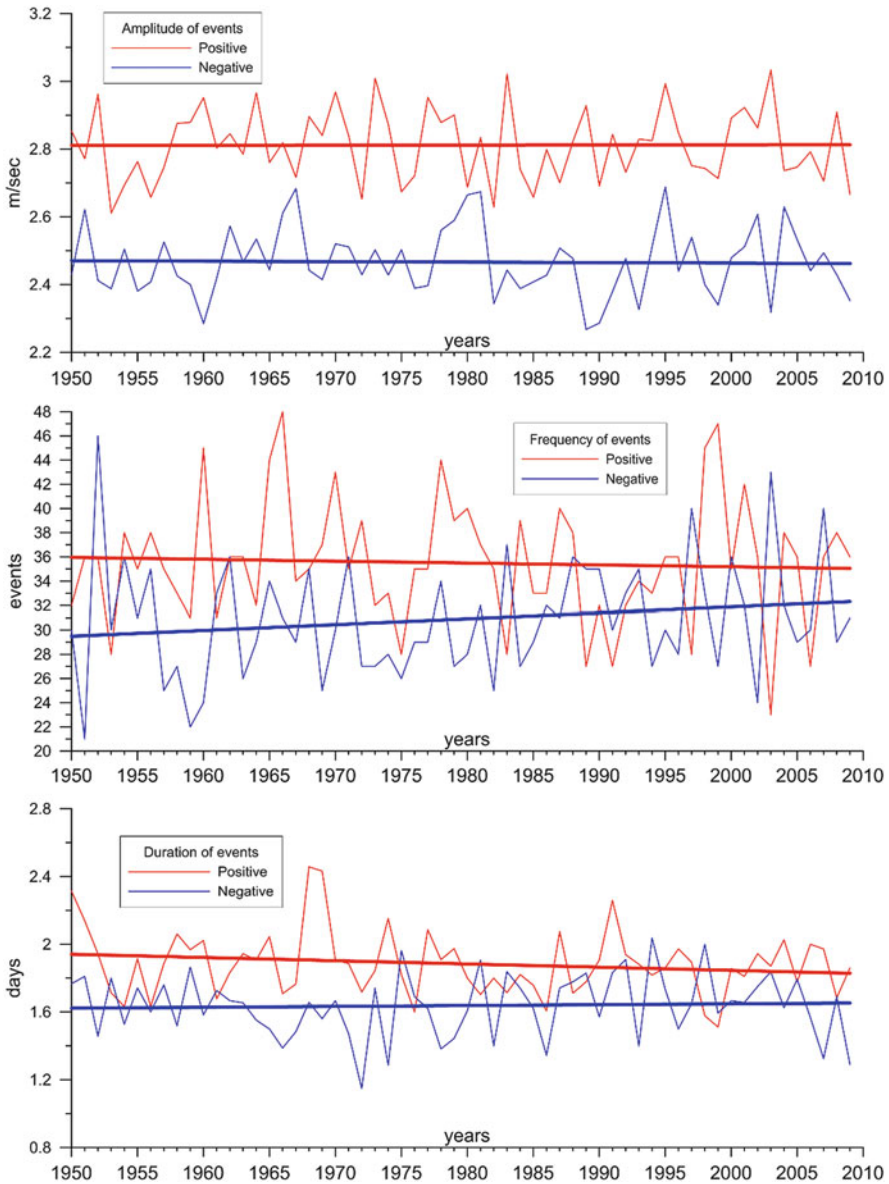 3.2
Amplitude of events
Positive
Negative
3
2.8
m/sec
2.6
2.4
2.2
years
1950 1955 1960 1965 1970 1975 1980 1985 1990 1995 2000 2005 2010
48
46
Frequency of events
Positive
Negative
44
42
40
38
36
34
events
32
30
28
26
24
22
20
years
1950 1955 1960 1965 1970 1975 1980 1985 1990 1995 2000 2005 2010
2.8
Duration of events
Positive
Negative
2.4
2
days
1.6
1.2
0.8
years
1950 1955 1960 1965 1970 1975 1980 1985 1990 1995 2000 2005 2010